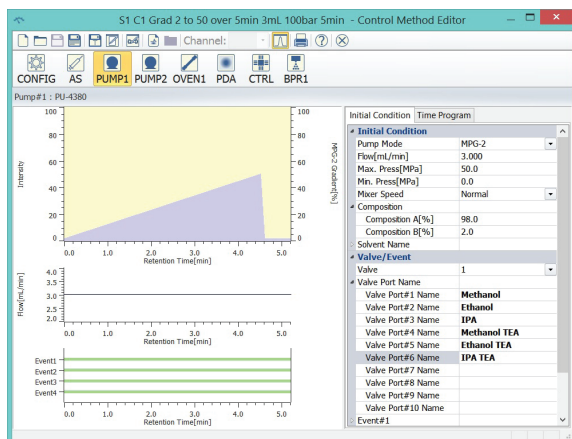 S1 C1 Grad 2 to 50 over 5min 3mL 100bar 5min - Control Method Editor
Channel:
CONFIG AS PUMP1 PUMP2 OVEN1 PDA CTRL BPR1
Pump#1 : PU-4380
100 100
80 80
60 60
40 40
20 20
0 0
Intensity
MPG-2 Gradient[%]
0.0 1.0 2.0 3.0 4.0 5.0
Retention Time[min]
4.0
3.5
3.0
2.5
2.0
Flow[mL/min]
0.0 1.0 2.0 3.0 4.0 5.0
Retention Time[min]
Event1
Event2
Event3
Event4
0.0 1.0 2.0 3.0 4.0 5.0
Retention Time[min]
Initial Condition Time Program
Initial Condition
Pump Mode MPG-2
Flow[mL/min] 3.000
Max. Press[MPa] 50.0
Min. Press[MPa] 0.0
Mixer Speed Normal
Composition
Composition A[%] 98.0
Composition B[%] 2.0
Solvent Name
Valve/Event
Valve 1
Valve Port Name
Valve Port#1 Name Methanol
Valve Port#2 Name Ethanol
Valve Port#3 Name IPA
Valve Port#4 Name Methanol TEA
Valve Port#5 Name Ethanol TEA
Valve Port#6 Name IPA TEA
Valve Port#7 Name
Valve Port#8 Name
Valve Port#9 Name
Valve Port#10 Name
Event#1